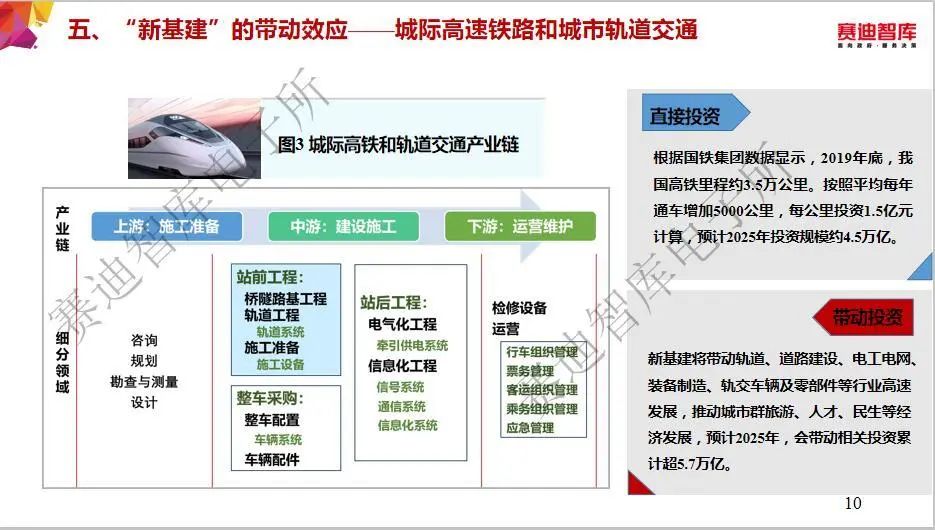 五、“新基建”的带动效应——城际高速铁路和城市轨道交通
赛迪智库
面向政府·服务决策
图3 城际高铁和轨道交通产业链
产业链
上游：施工准备
中游：建设施工
下游：运营维护
细分领域
咨询
规划
勘查与测量
设计
站前工程：
桥隧路基工程
轨道工程
轨道系统
施工准备
施工设备
整车采购：
整车配置
车辆系统
车辆配件
站后工程：
电气化工程
牵引供电系统
信息化工程
信号系统
通信系统
信息化系统
检修设备
运营
行车组织管理
票务管理
客运组织管理
乘务组织管理
应急管理
直接投资
根据国铁集团数据显示，2019年底，我
国高铁里程约3.5万公里。按照平均每年
通车增加5000公里，每公里投资1.5亿元
计算，预计2025年投资规模约4.5万亿。
带动投资
新基建将带动轨道、道路建设、电工电网、
装备制造、轨交车辆及零部件等行业高速
发展，推动城市群旅游、人才、民生等经
济发展，预计2025年，会带动相关投资累
计超5.7万亿。
赛迪智库电子所
赛迪智库电子所
10